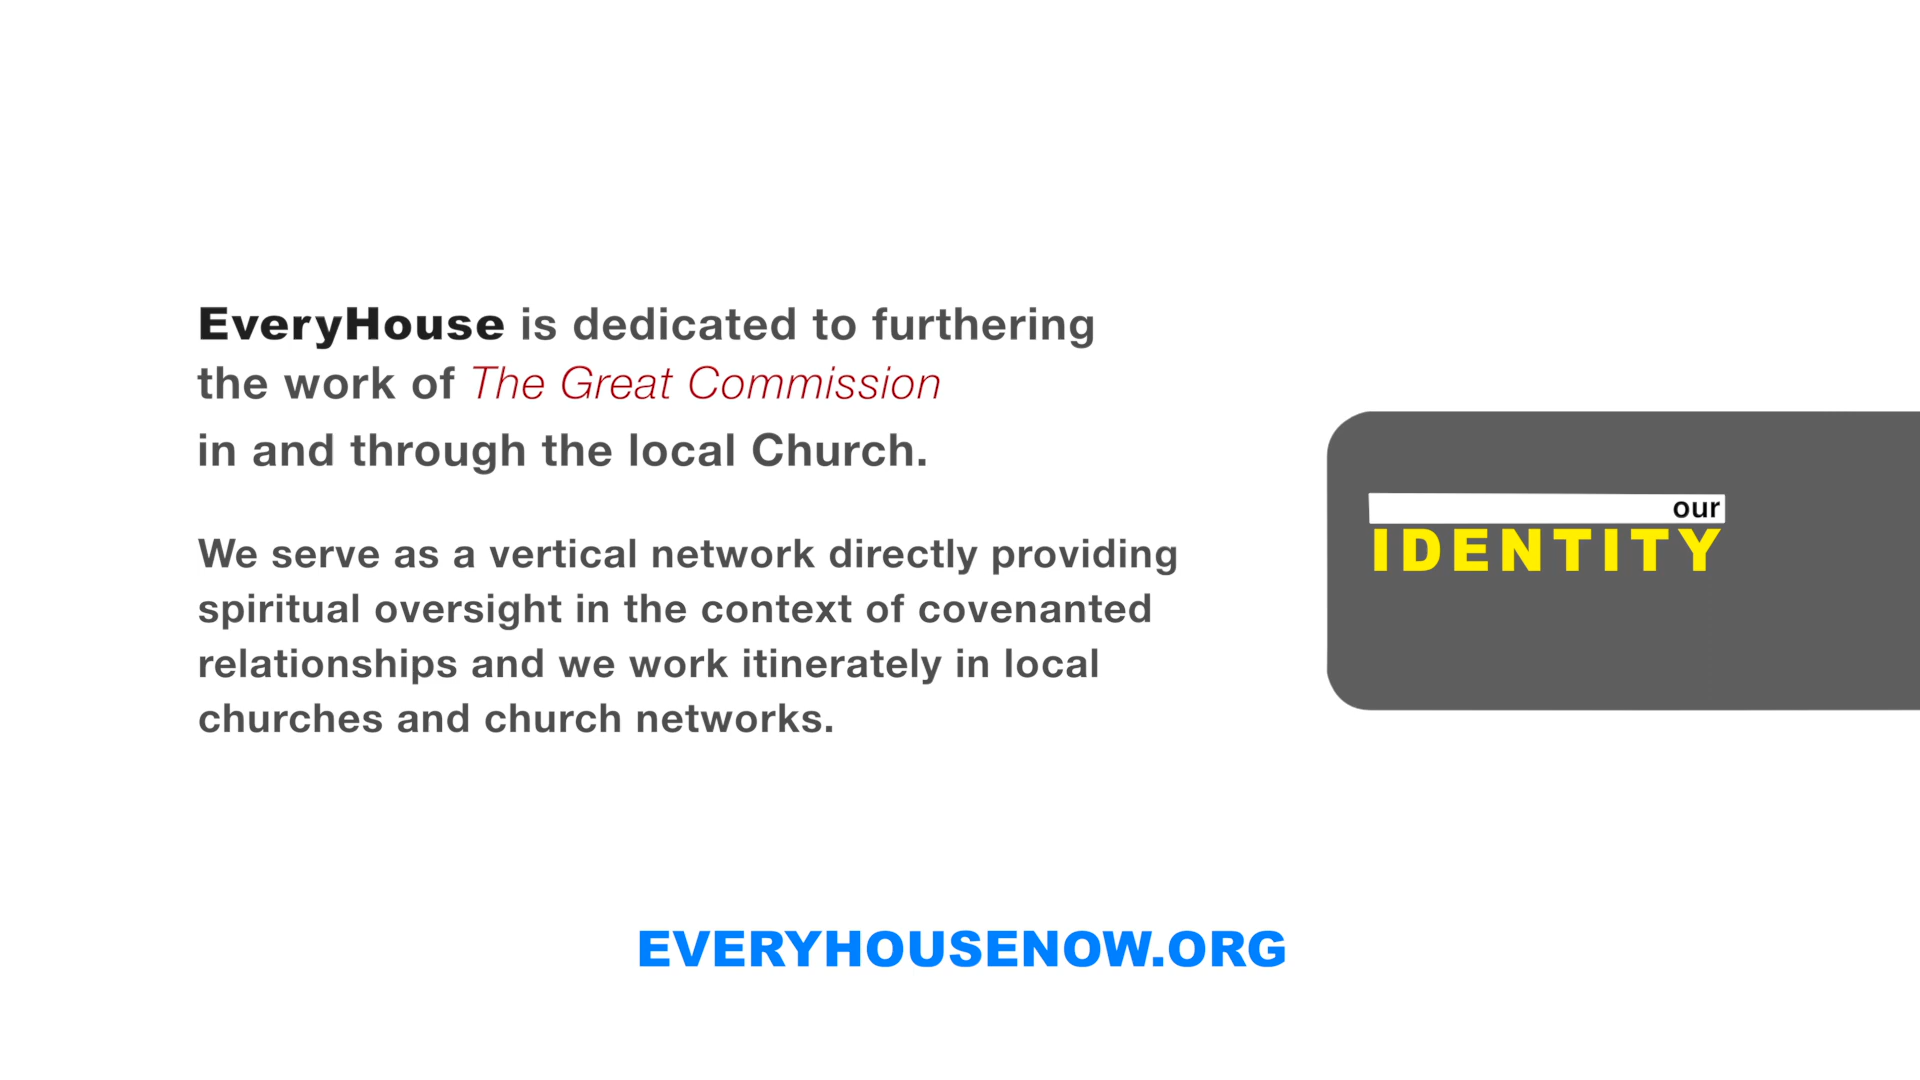 EveryHouse is dedicated to furthering
the work of The Great Commission
in and through the local Church.
We serve as a vertical network directly providing
spiritual oversight in the context of covenanted
relationships and we work itinerately in local
churches and church networks.
our
IDENTITY
EVERYHOUSENOW.ORG